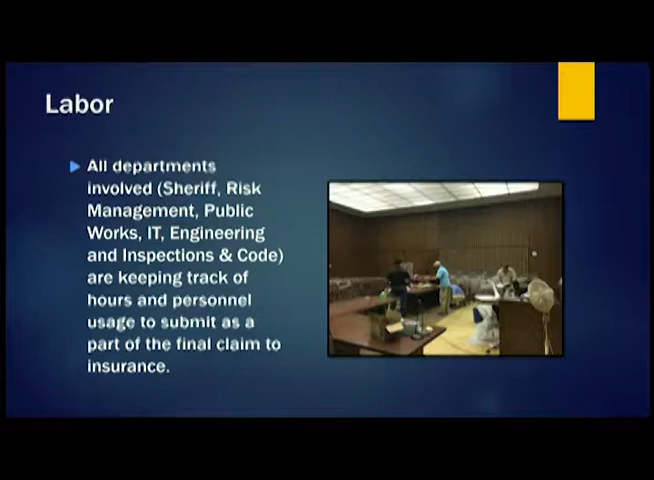 Labor
All departments
involved (Sheriff, Risk
Management, Public
Works, IT, Engineering
and Inspections & Code)
are keeping track of
hours and personnel
usage to submit as a
part of the final claim to
insurance.